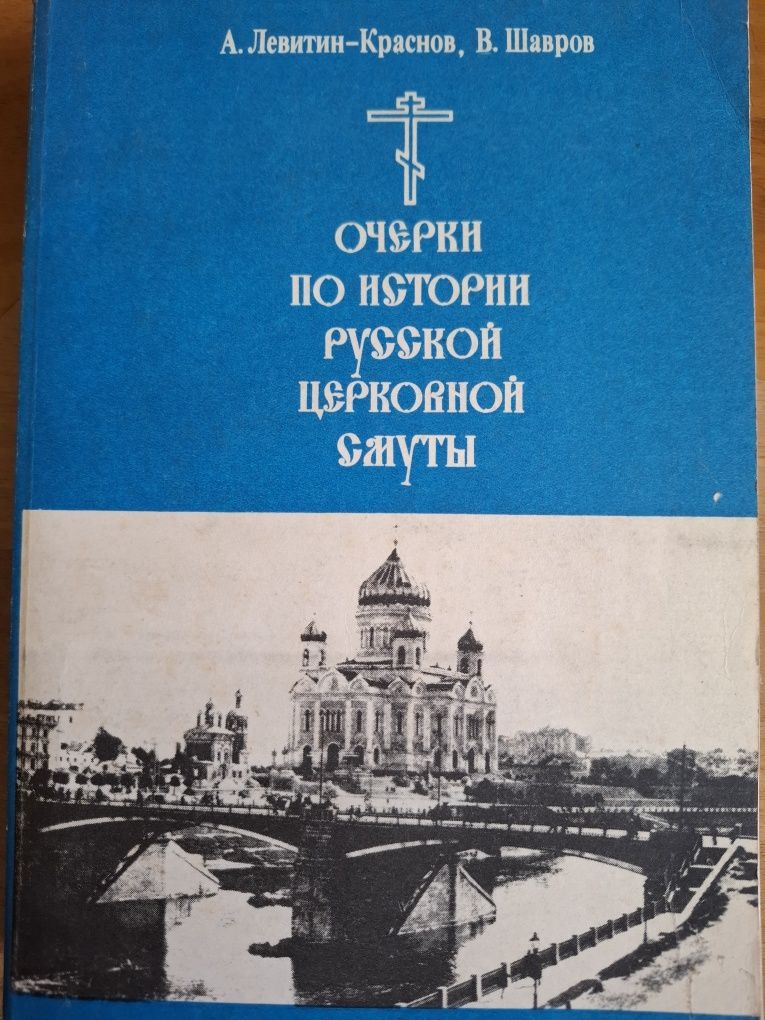 А. Левитин-Краснов, В. Шавров
ОЧЕРКИ
ПО ИСТОРИИ
РУССКОЙ
ЦЕРКОВНОЙ
СМУТЫ